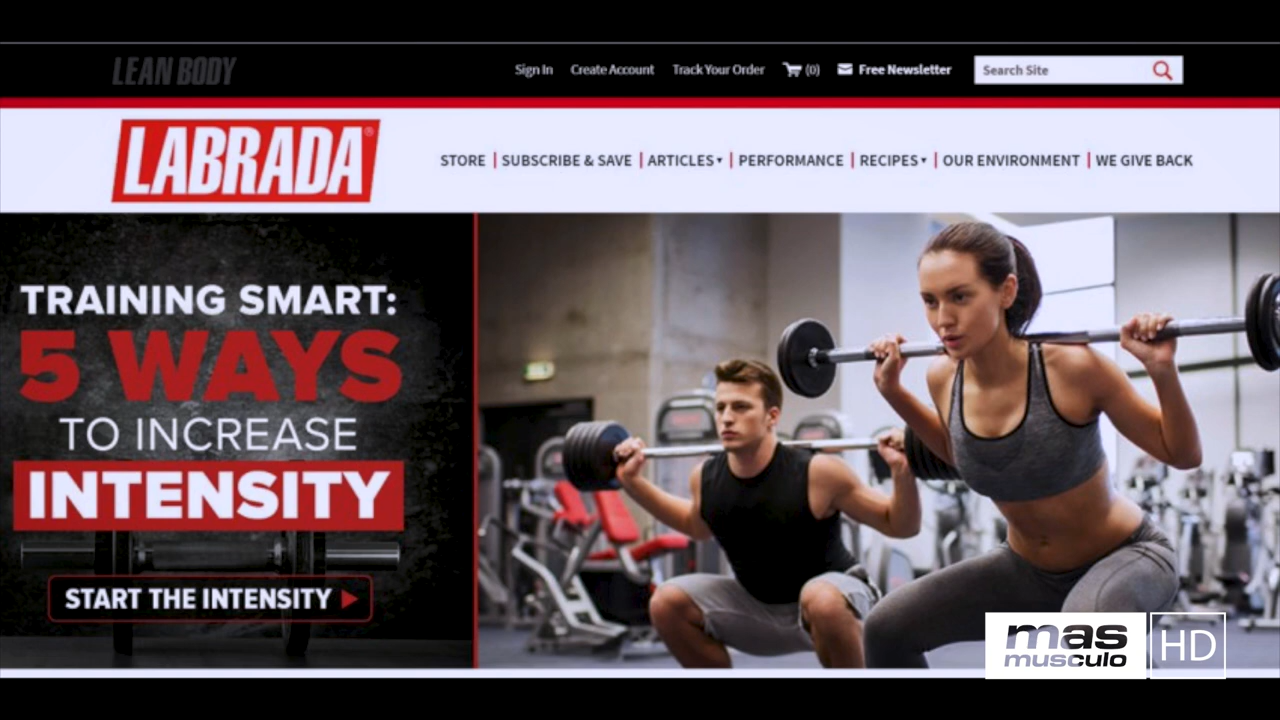 LEAN BODY
Sign In Create Account Track Your Order (0) Free Newsletter Search Site
LABRADA®
STORE | SUBSCRIBE & SAVE | ARTICLES | PERFORMANCE | RECIPES | OUR ENVIRONMENT | WE GIVE BACK
TRAINING SMART:
5 WAYS
TO INCREASE
INTENSITY
START THE INTENSITY
mas
musculo
HD